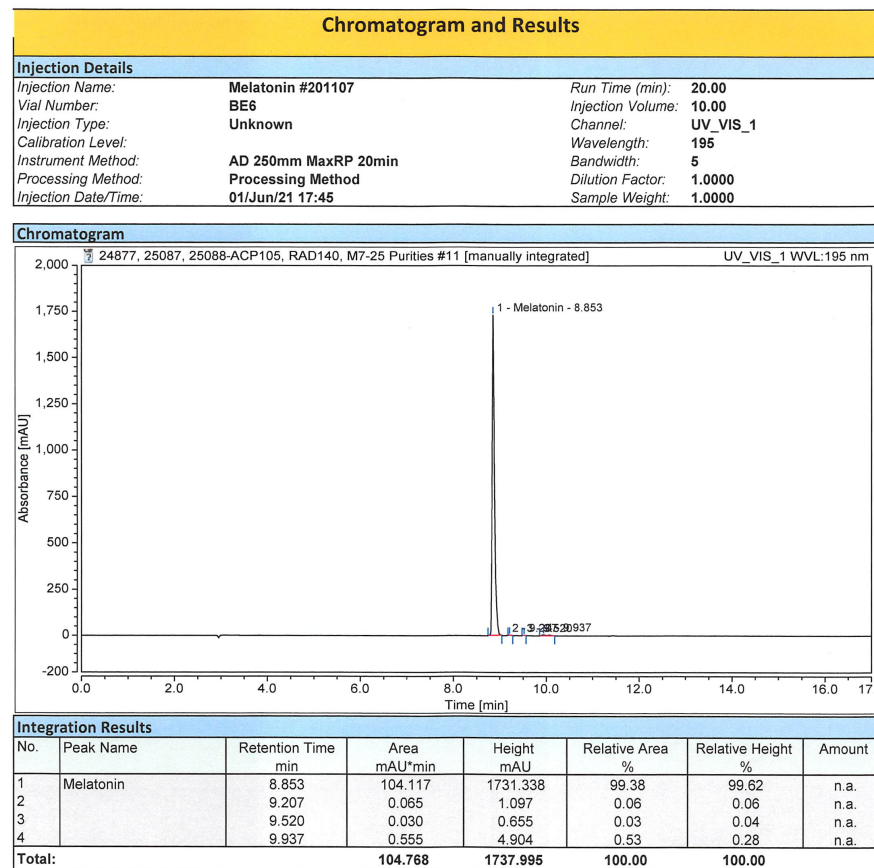 Chromatogram and Results
Injection Details
Injection Name: Melatonin #201107 Run Time (min): 20.00
Vial Number: BE6 Injection Volume: 10.00
Injection Type: Unknown Channel: UV_VIS_1
Calibration Level: Wavelength: 195
Instrument Method: AD 250mm MaxRP 20min Bandwidth: 5
Processing Method: Processing Method Dilution Factor: 1.0000
Injection Date/Time: 01/Jun/21 17:45 Sample Weight: 1.0000
Chromatogram
24877, 25087, 25088-ACP105, RAD140, M7-25 Purities #11 [manually integrated] UV_VIS_1 WVL:195 nm
2,000
1 - Melatonin - 8.853
1,750
1,500
1,250
1,000
750
500
250
0
-200
Absorbance [mAU]
0.0 2.0 4.0 6.0 8.0 10.0 12.0 14.0 16.0 17
Time [min]
Integration Results
No. Peak Name Retention Time Area Height Relative Area Relative Height Amount
min mAU*min mAU % %
1 Melatonin 8.853 104.117 1731.338 99.38 99.62 n.a.
2 9.207 0.065 1.097 0.06 0.06 n.a.
3 9.520 0.030 0.655 0.03 0.04 n.a.
4 9.937 0.555 4.904 0.53 0.28 n.a.
Total: 104.768 1737.995 100.00 100.00